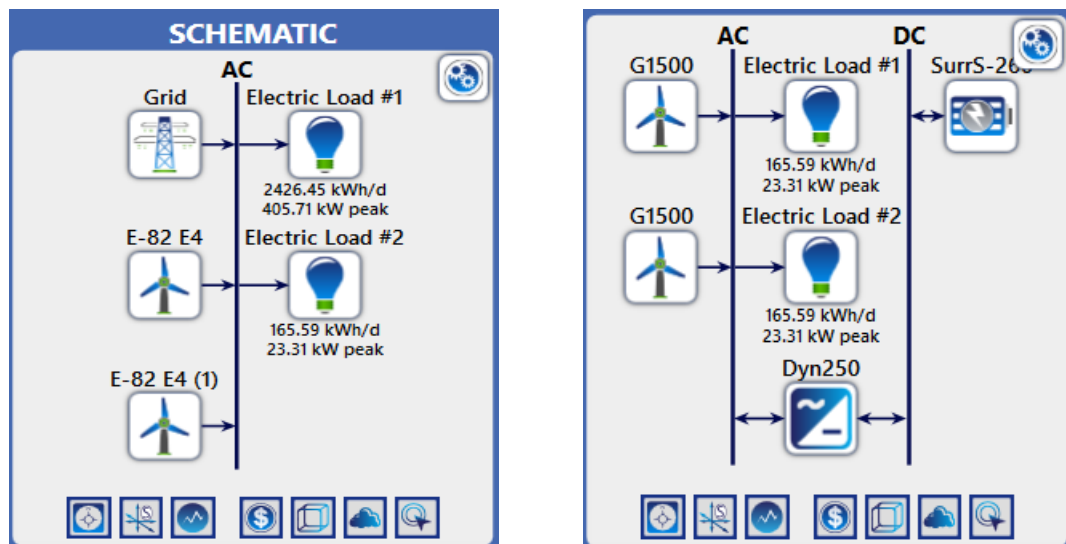 SCHEMATIC
AC
Grid
Electric Load #1
2426.45 kWh/d
405.71 kW peak
E-82 E4
Electric Load #2
165.59 kWh/d
23.31 kW peak
E-82 E4 (1)
AC
DC
G1500
Electric Load #1
SurrS-260
165.59 kWh/d
23.31 kW peak
G1500
Electric Load #2
165.59 kWh/d
23.31 kW peak
Dyn250